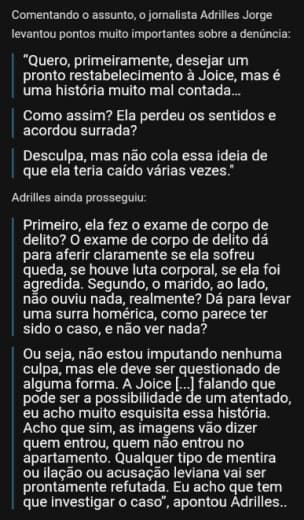 Comentando o assunto, o jornalista Adrilles Jorge
levantou pontos muito importantes sobre a denúncia:
"Quero, primeiramente, desejar um
pronto restabelecimento à Joice, mas é
uma história muito mal contada...
Como assim? Ela perdeu os sentidos e
acordou surrada?
Desculpa, mas não cola essa ideia de
que ela teria caído várias vezes."
Adrilles ainda prosseguiu:
Primeiro, ela fez o exame de corpo de
delito? O exame de corpo de delito dá
para aferir claramente se ela sofreu
queda, se houve luta corporal, se ela foi
agredida. Segundo, o marido, ao lado,
não ouviu nada, realmente? Dá para levar
uma surra homérica, como parece ter
sido o caso, e não ver nada?
Ou seja, não estou imputando nenhuma
culpa, mas ele deve ser questionado de
alguma forma. A Joice [...] falando que
pode ser a possibilidade de um atentado,
eu acho muito esquisita essa história.
Acho que sim, as imagens vão dizer
quem entrou, quem não entrou no
apartamento. Qualquer tipo de mentira
ou ilação ou acusação leviana vai ser
prontamente refutada. Eu acho que tem
que investigar o caso", apontou Adrilles..